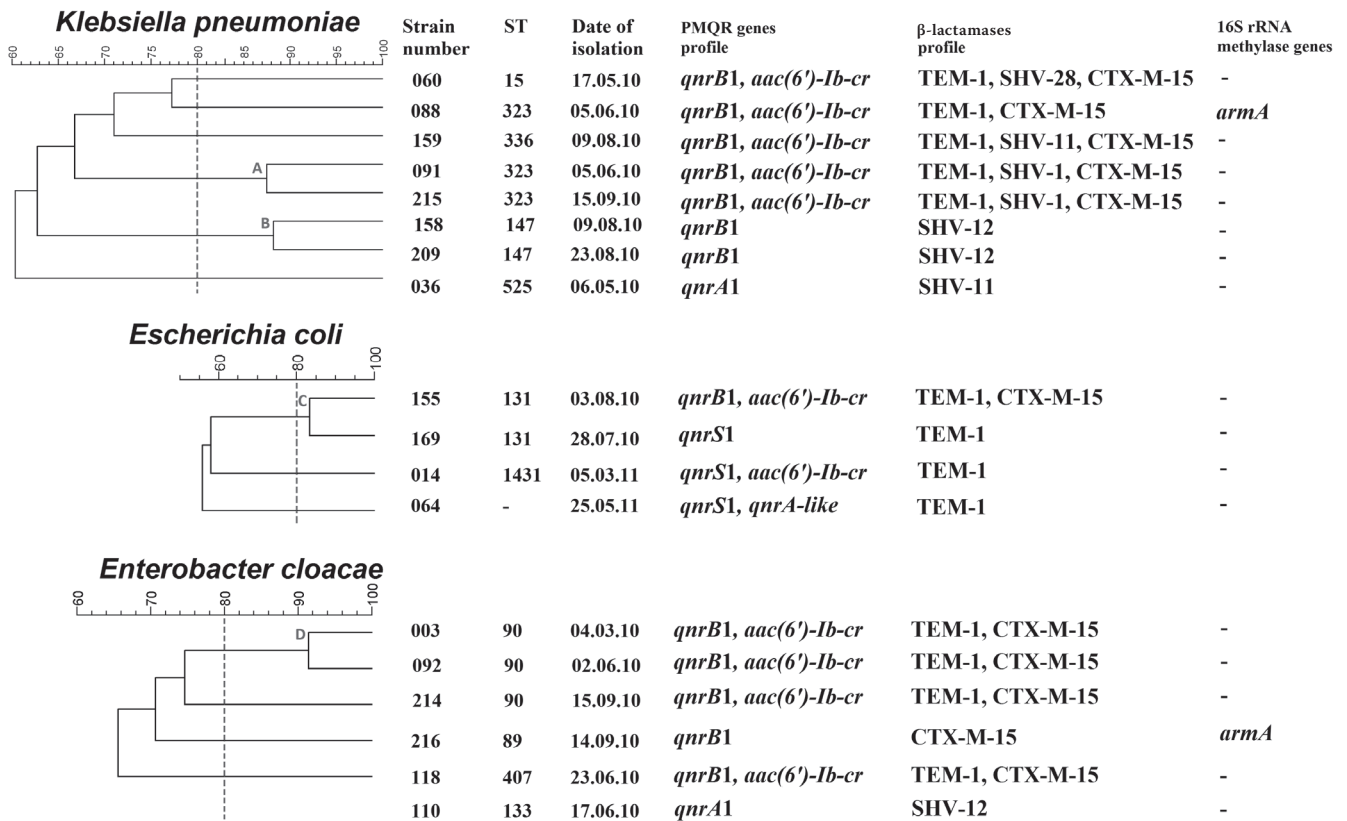 Klebsiella pneumoniae
60 65 70 75 80 85 90 95 100
Strain number ST Date of isolation PMQR genes profile β-lactamases profile 16S rRNA methylase genes
060 15 17.05.10 qnrB1, aac(6')-Ib-cr TEM-1, SHV-28, CTX-M-15 -
088 323 05.06.10 qnrB1, aac(6')-Ib-cr TEM-1, CTX-M-15 armA
159 336 09.08.10 qnrB1, aac(6')-Ib-cr TEM-1, SHV-11, CTX-M-15 -
A
091 323 05.06.10 qnrB1, aac(6')-Ib-cr TEM-1, SHV-1, CTX-M-15 -
215 323 15.09.10 qnrB1, aac(6')-Ib-cr TEM-1, SHV-1, CTX-M-15 -
B
158 147 09.08.10 qnrB1 SHV-12 -
209 147 23.08.10 qnrB1 SHV-12 -
036 525 06.05.10 qnrA1 SHV-11 -
Escherichia coli
60 80 100
C
155 131 03.08.10 qnrB1, aac(6')-Ib-cr TEM-1, CTX-M-15 -
169 131 28.07.10 qnrS1 TEM-1 -
014 1431 05.03.11 qnrS1, aac(6')-Ib-cr TEM-1 -
064 - 25.05.11 qnrS1, qnrA-like TEM-1 -
Enterobacter cloacae
60 70 80 90 100
D
003 90 04.03.10 qnrB1, aac(6')-Ib-cr TEM-1, CTX-M-15 -
092 90 02.06.10 qnrB1, aac(6')-Ib-cr TEM-1, CTX-M-15 -
214 90 15.09.10 qnrB1, aac(6')-Ib-cr TEM-1, CTX-M-15 -
216 89 14.09.10 qnrB1 CTX-M-15 armA
118 407 23.06.10 qnrB1, aac(6')-Ib-cr TEM-1, CTX-M-15 -
110 133 17.06.10 qnrA1 SHV-12 -